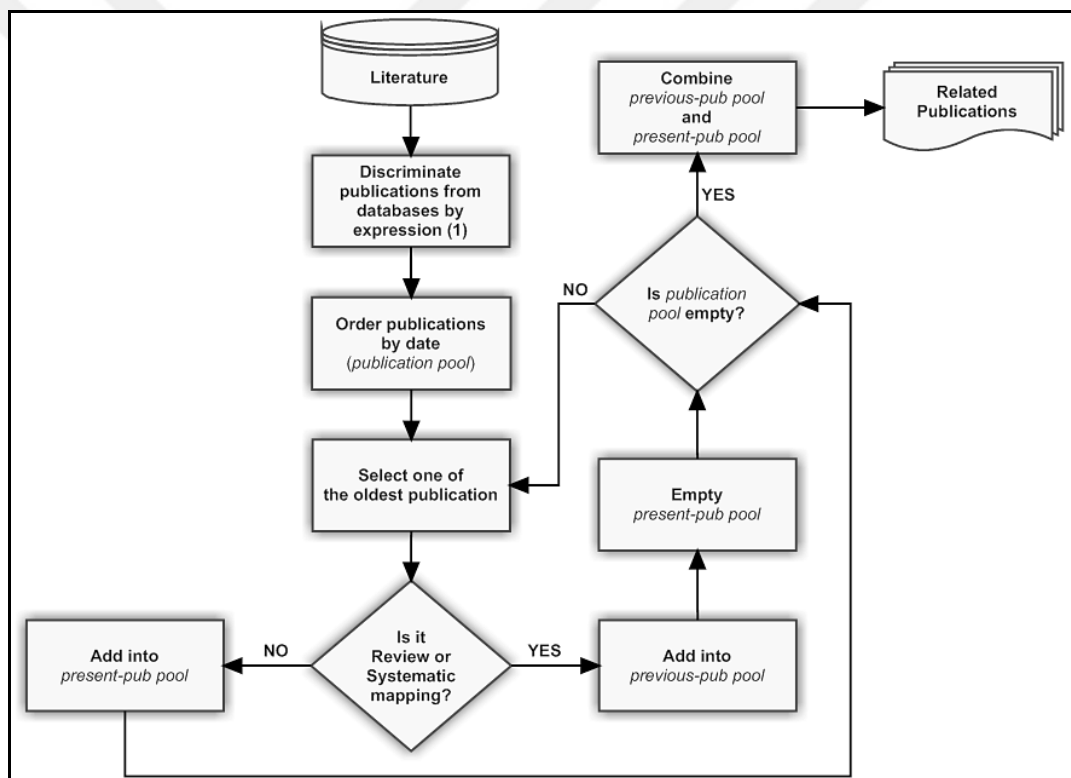 Literature
Discriminate
publications from
databases by
expression (1)
Order publications
by date
(publication pool)
Select one of
the oldest publication
Is it
Review or
Systematic
mapping?
NO
Add into
present-pub pool
YES
Add into
previous-pub pool
Empty
present-pub pool
Is publication
pool empty?
NO
YES
Combine
previous-pub pool
and
present-pub pool
Related
Publications